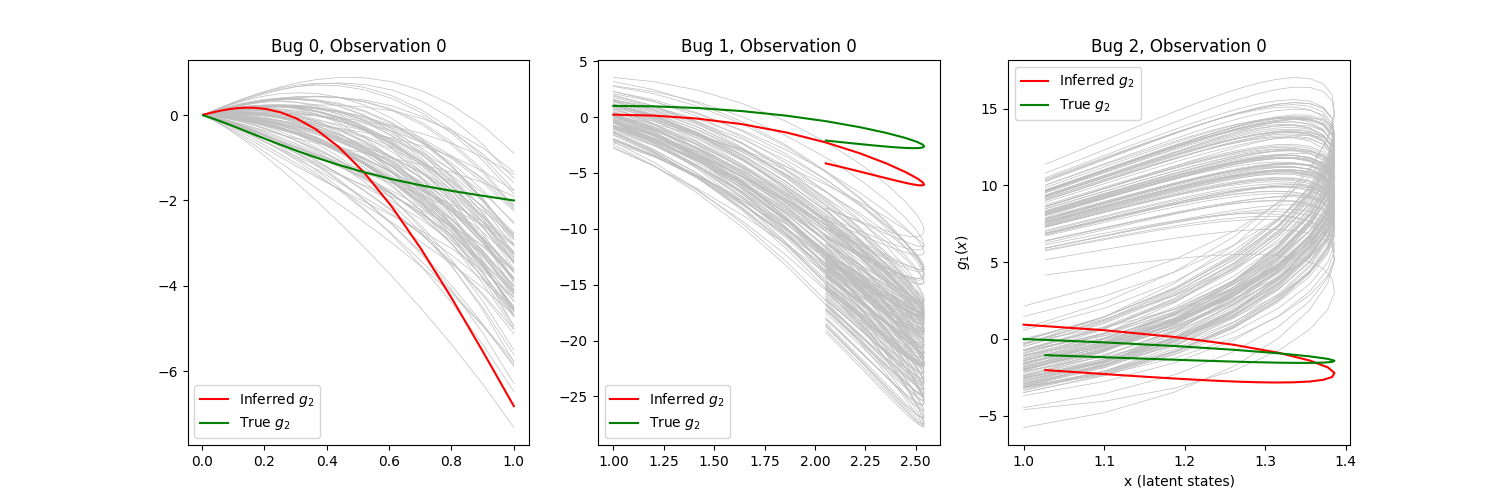 Bug 0, Observation 0
0
−2
−4
−6
Inferred g₂
True g₂
0.0 0.2 0.4 0.6 0.8 1.0
Bug 1, Observation 0
5
0
−5
−10
−15
−20
−25
Inferred g₂
True g₂
1.00 1.25 1.50 1.75 2.00 2.25 2.50
Bug 2, Observation 0
Inferred g₂
True g₂
g₁(x)
15
10
5
0
−5
1.0 1.1 1.2 1.3 1.4
x (latent states)